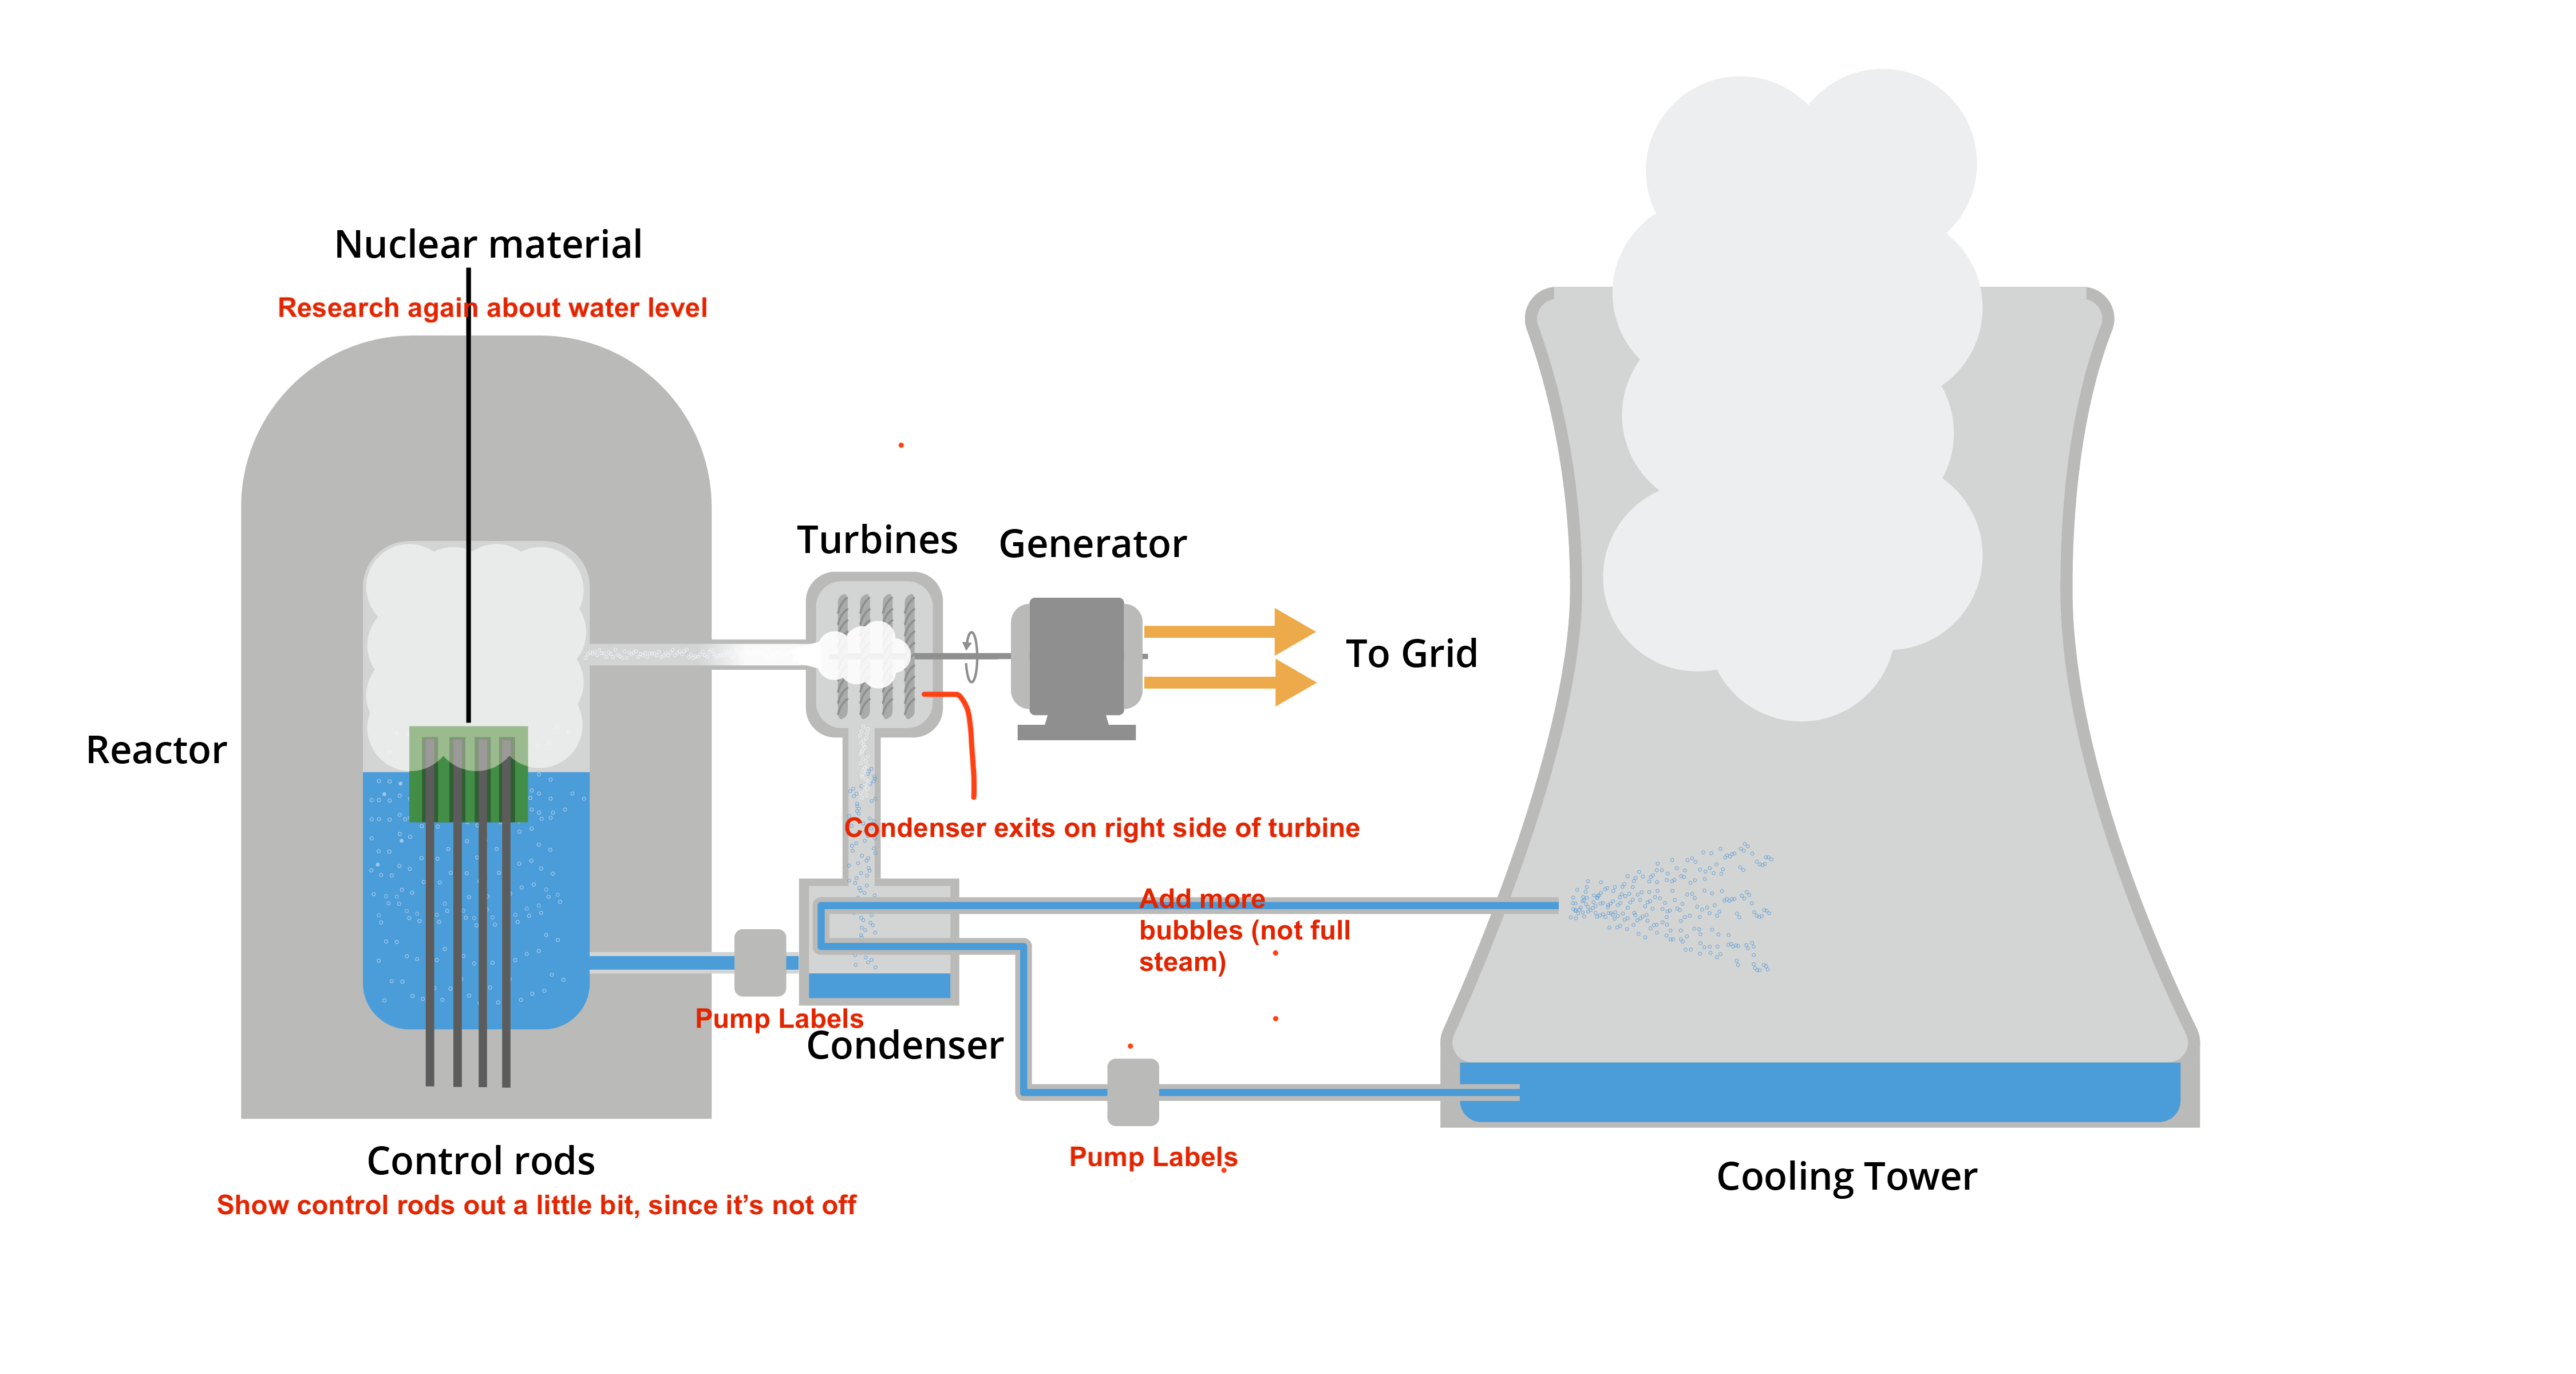 Nuclear material
Research again about water level
Turbines
Generator
To Grid
Reactor
Condenser exits on right side of turbine
Add more
bubbles (not full
steam)
Pump Labels
Condenser
Pump Labels
Control rods
Show control rods out a little bit, since it’s not off
Cooling Tower